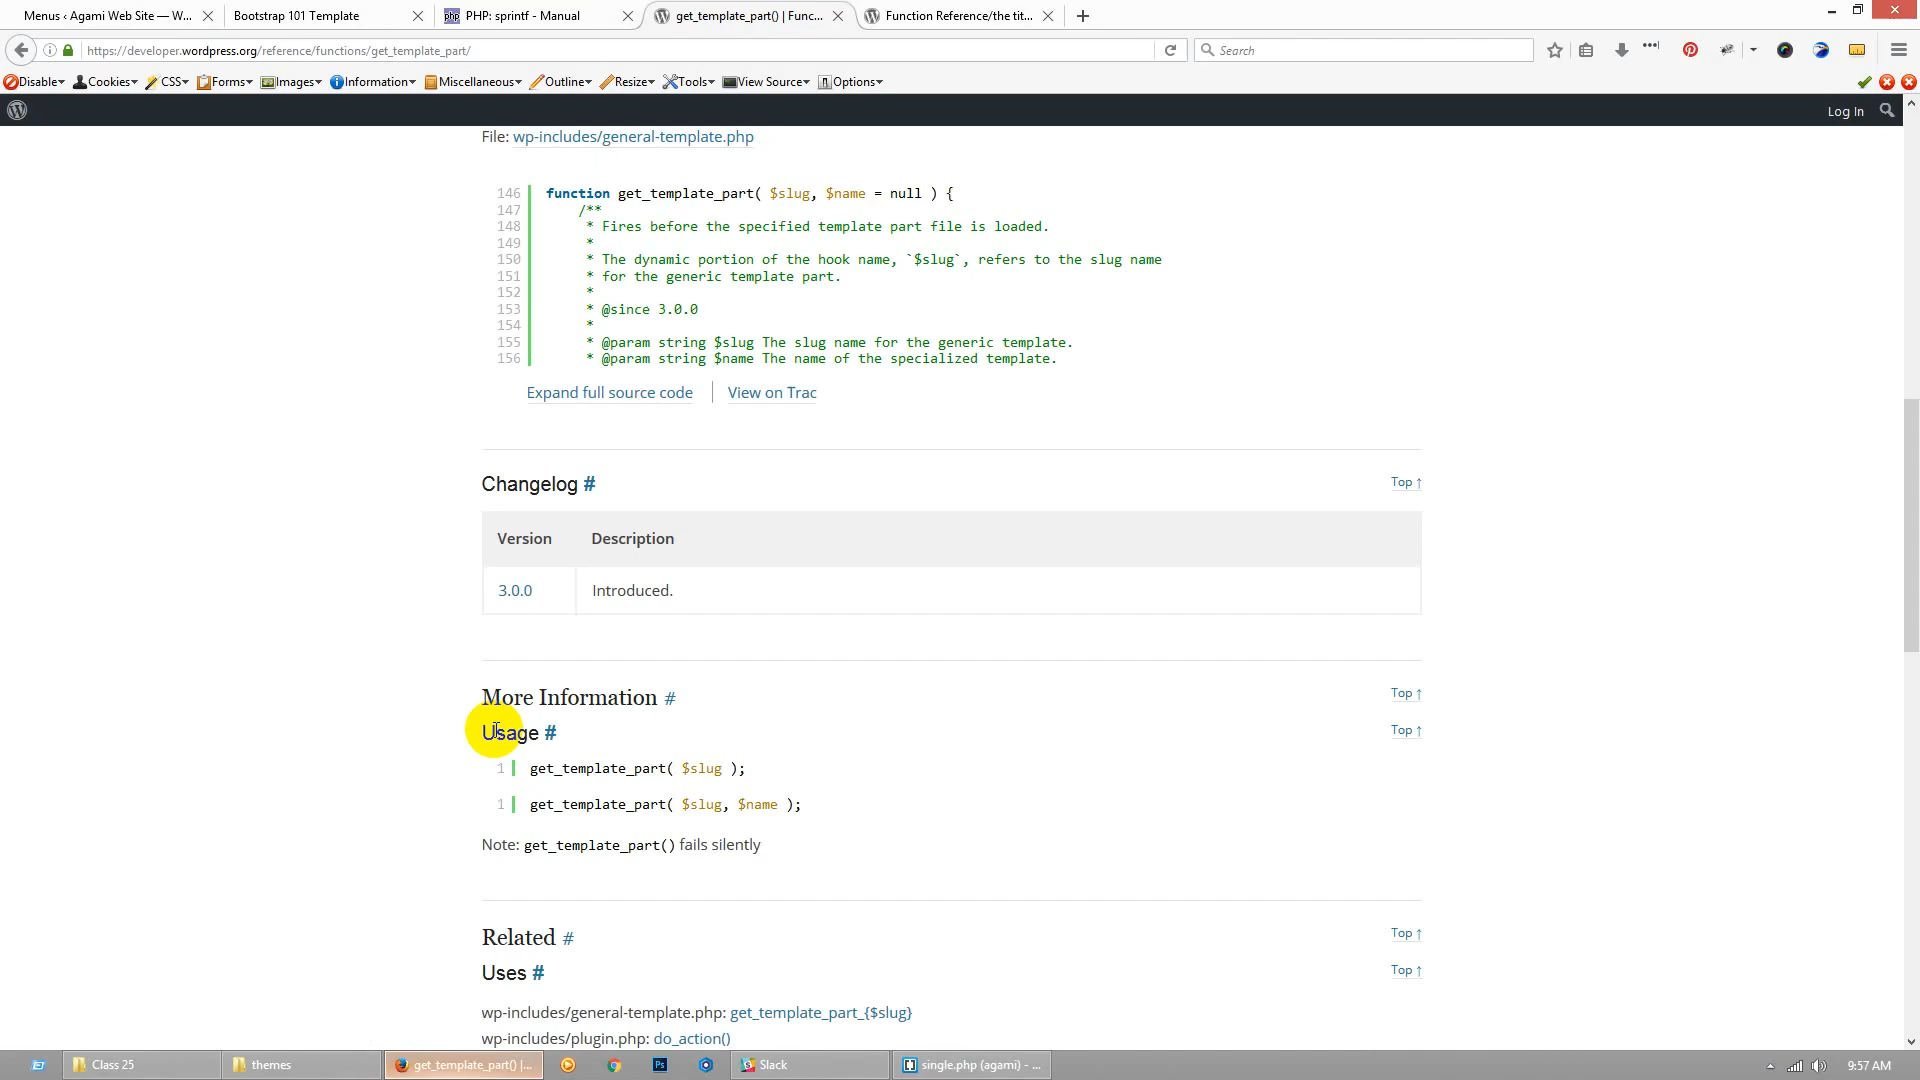 Menus ‹ Agami Web Site — W...
Bootstrap 101 Template
php PHP: sprintf - Manual
get_template_part() | Func...
Function Reference/the tit...
https://developer.wordpress.org/reference/functions/get_template_part/
Search
Disable Cookies CSS Forms Images Information Miscellaneous Outline Resize Tools View Source Options
Log In
File: wp-includes/general-template.php
146 function get_template_part( $slug, $name = null ) {
147 /**
148 * Fires before the specified template part file is loaded.
149 *
150 * The dynamic portion of the hook name, `$slug`, refers to the slug name
151 * for the generic template part.
152 *
153 * @since 3.0.0
154 *
155 * @param string $slug The slug name for the generic template.
156 * @param string $name The name of the specialized template.
Expand full source code View on Trac
Changelog # Top ↑
Version Description
3.0.0 Introduced.
More Information # Top ↑
Usage # Top ↑
1 get_template_part( $slug );
1 get_template_part( $slug, $name );
Note: get_template_part() fails silently
Related # Top ↑
Uses # Top ↑
wp-includes/general-template.php: get_template_part_{$slug}
wp-includes/plugin.php: do_action()
Class 25
themes
get_template_part() |...
Ps
Slack
single.php (agami) - ...
9:57 AM